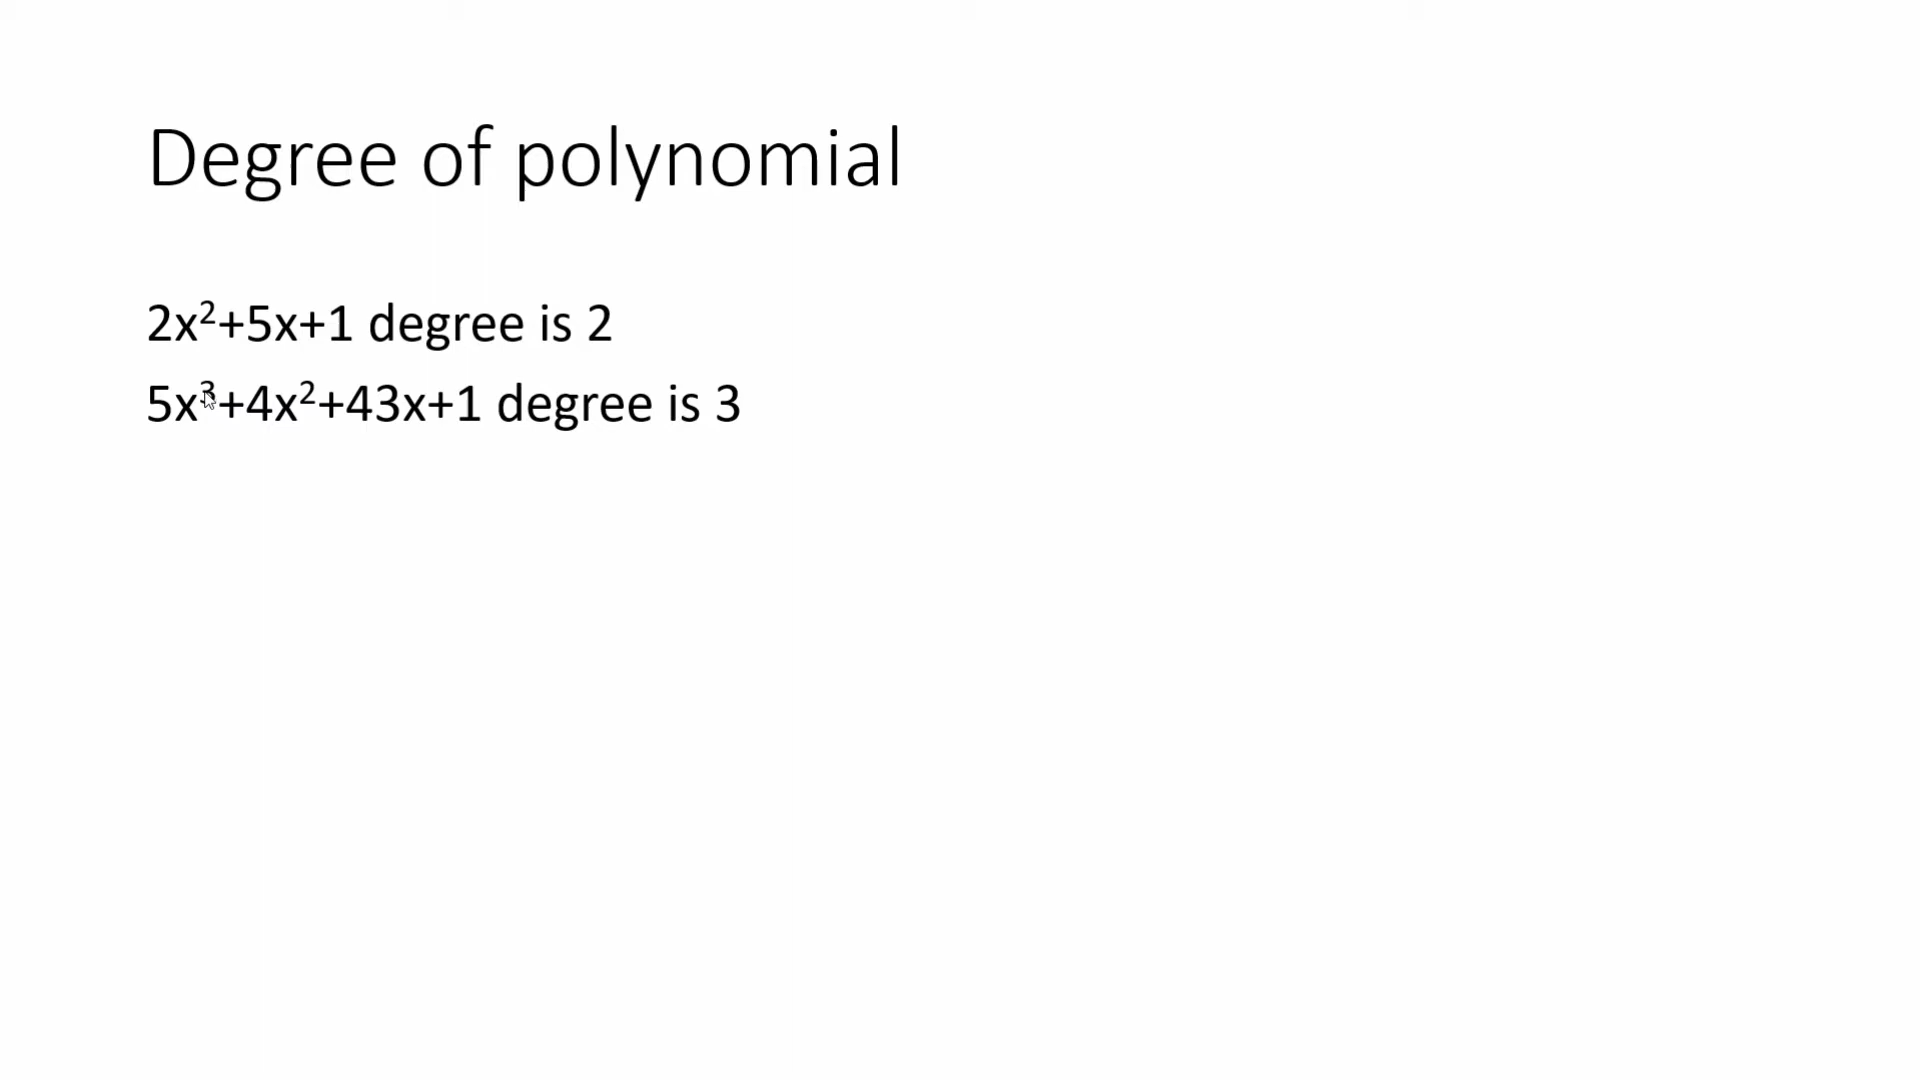 Degree of polynomial
2x²+5x+1 degree is 2
5x³+4x²+43x+1 degree is 3